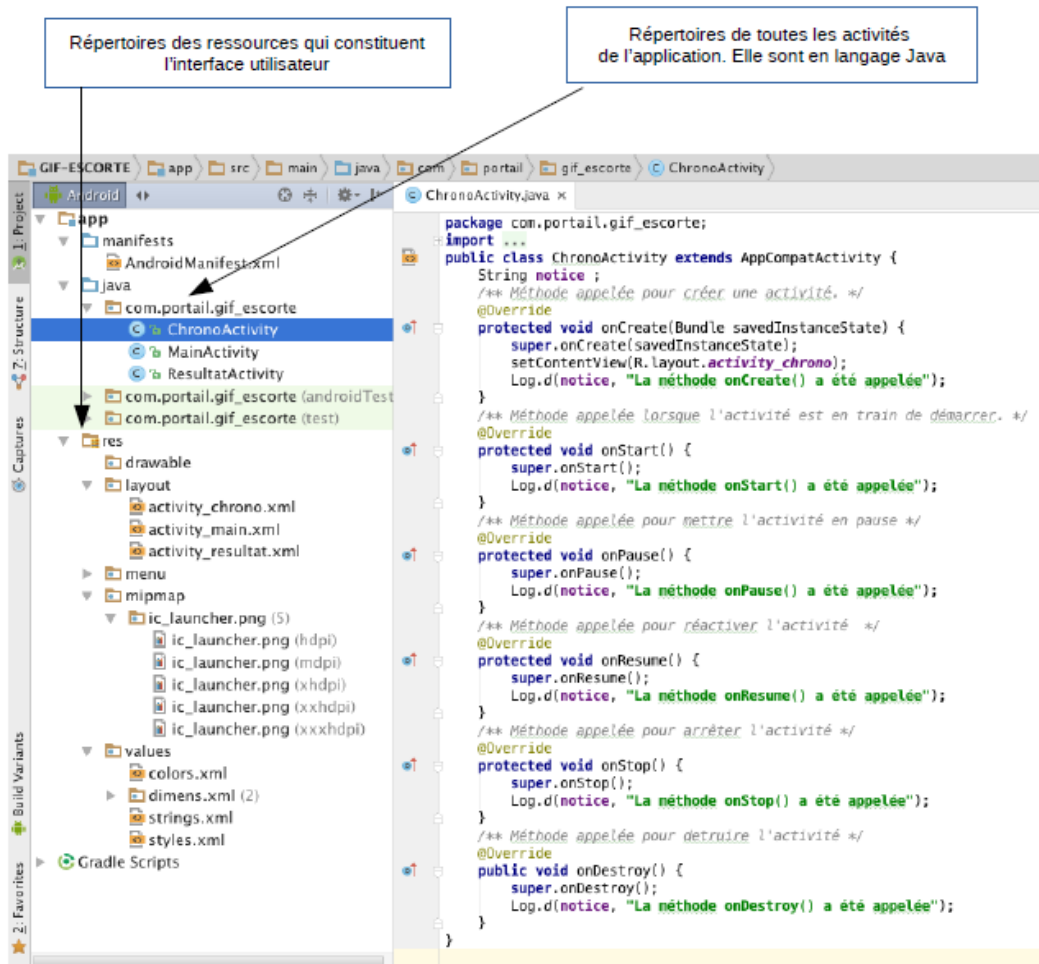 Répertoires des ressources qui constituent
l'interface utilisateur
Répertoires de toutes les activités
de l'application. Elle sont en langage Java
GIF-ESCORTE app src main java com portail gif_escorte ChronoActivity
Android
ChronoActivity.java ×
1: Project
Z: Structure
Captures
Build Variants
2: Favorites
app
manifests
AndroidManifest.xml
java
com.portail.gif_escorte
ChronoActivity
MainActivity
ResultatActivity
com.portail.gif_escorte (androidTest
com.portail.gif_escorte (test)
res
drawable
layout
activity_chrono.xml
activity_main.xml
activity_resultat.xml
menu
mipmap
ic_launcher.png (5)
ic_launcher.png (hdpi)
ic_launcher.png (mdpi)
ic_launcher.png (xhdpi)
ic_launcher.png (xxhdpi)
ic_launcher.png (xxxhdpi)
values
colors.xml
dimens.xml (2)
strings.xml
styles.xml
Gradle Scripts
package com.portail.gif_escorte;
import ...
public class ChronoActivity extends AppCompatActivity {
String notice ;
/** Méthode appelée pour créer une activité. */
@Override
protected void onCreate(Bundle savedInstanceState) {
super.onCreate(savedInstanceState);
setContentView(R.layout.activity_chrono);
Log.d(notice, "La méthode onCreate() a été appelée");
}
/** Méthode appelée lorsque l'activité est en train de démarrer. */
@Override
protected void onStart() {
super.onStart();
Log.d(notice, "La méthode onStart() a été appelée");
}
/** Méthode appelée pour mettre l'activité en pause */
@Override
protected void onPause() {
super.onPause();
Log.d(notice, "La méthode onPause() a été appelée");
}
/** Méthode appelée pour réactiver l'activité */
@Override
protected void onResume() {
super.onResume();
Log.d(notice, "La méthode onResume() a été appelée");
}
/** Méthode appelée pour arrêter l'activité */
@Override
protected void onStop() {
super.onStop();
Log.d(notice, "La méthode onStop() a été appelée");
}
/** Méthode appelée pour detruire l'activité */
@Override
public void onDestroy() {
super.onDestroy();
Log.d(notice, "La méthode onDestroy() a été appelée");
}
}